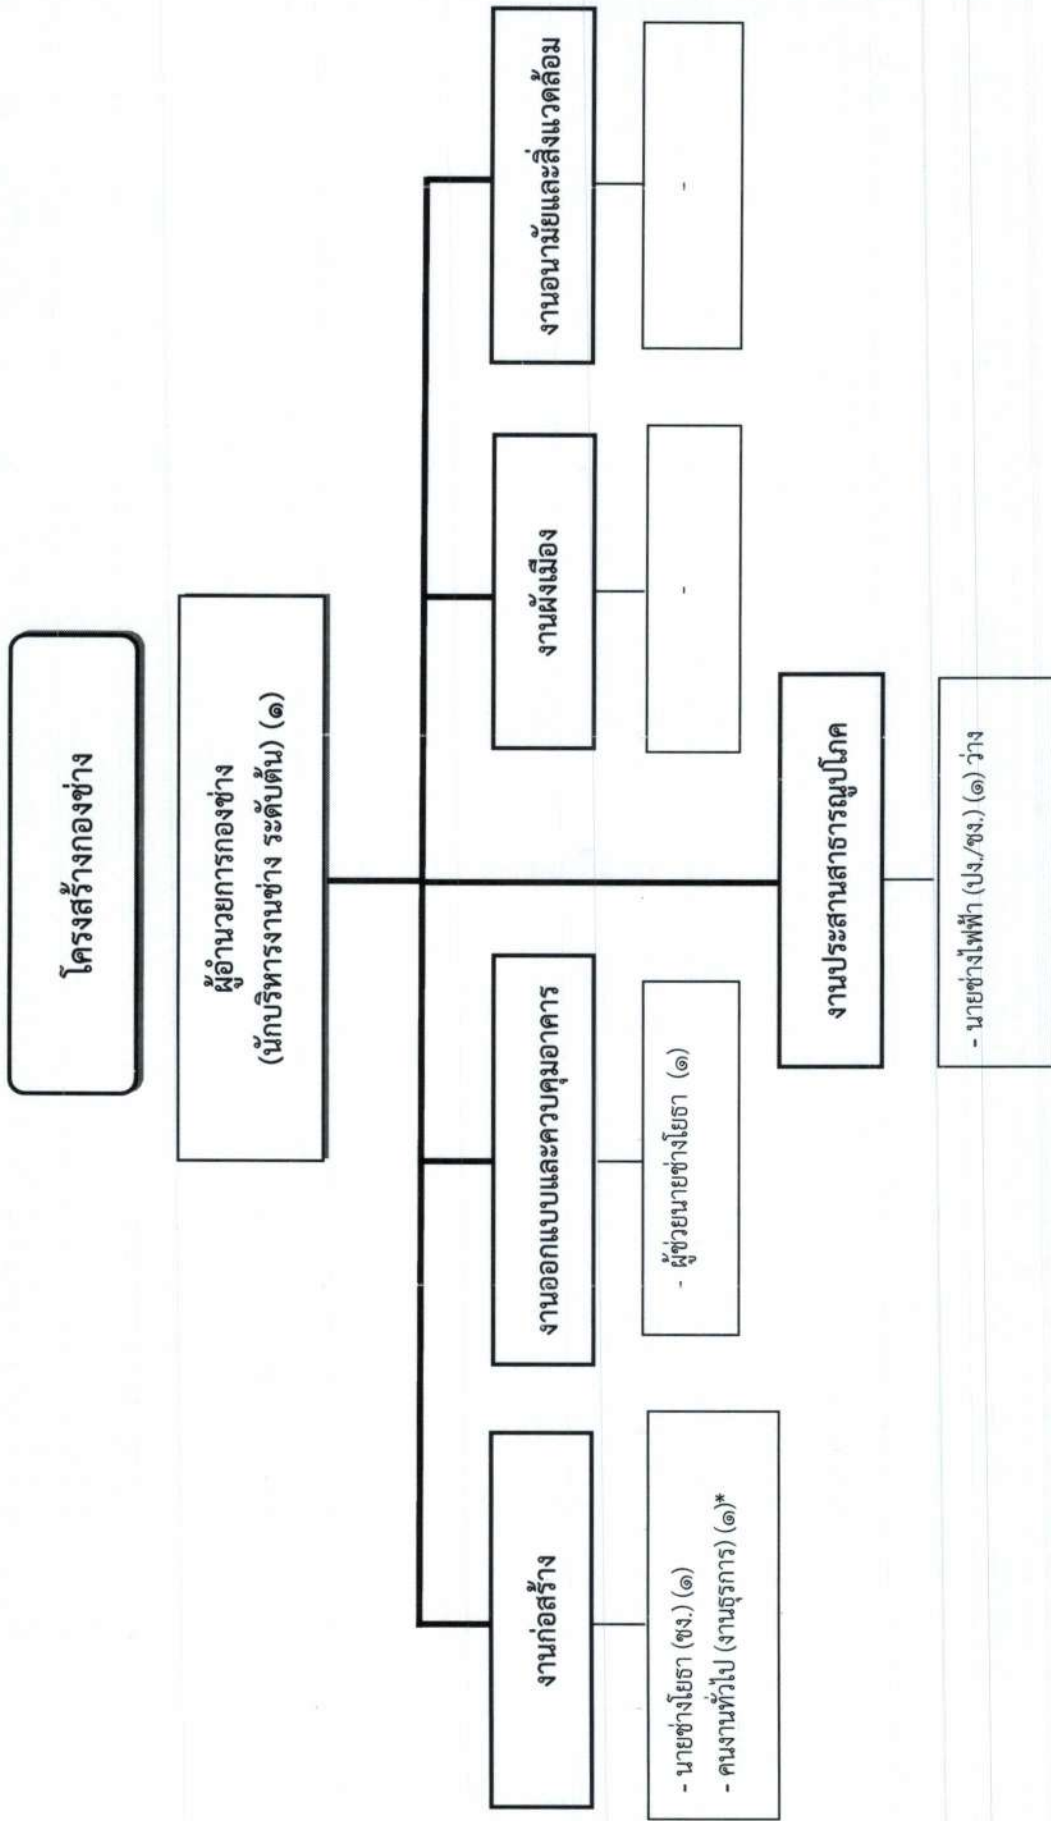 โครงสร้างกองช่าง
ผู้อำนวยการกองช่าง
(นักบริหารงานช่าง ระดับต้น) (๑)
งานก่อสร้าง
งานออกแบบและควบคุมอาคาร
งานผังเมือง
งานอนามัยและสิ่งแวดล้อม
- นายช่างโยธา (ชง.) (๑)
- คนงานทั่วไป (งานธุรการ) (๑)*
- ผู้ช่วยนายช่างโยธา (๑)
-
-
งานประสานสาธารณูปโภค
- นายช่างไฟฟ้า (ปง./ชง.) (๑) ว่าง